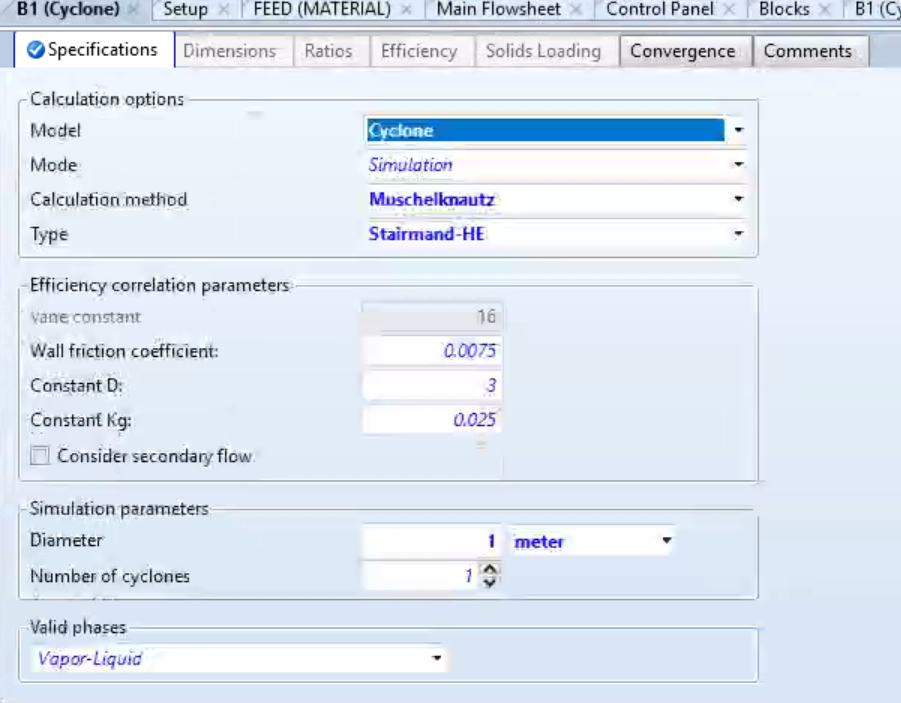 B1 (Cyclone) × Setup × FEED (MATERIAL) × Main Flowsheet × Control Panel × Blocks × B1 (Cy
Specifications Dimensions Ratios Efficiency Solids Loading Convergence Comments
Calculation options
Model Cyclone
Mode Simulation
Calculation method Muschelknautz
Type Stairmand-HE
Efficiency correlation parameters
Vane constant 16
Wall friction coefficient: 0.0075
Constant D: 3
Constant Kg: 0.025
Consider secondary flow
Simulation parameters
Diameter 1 meter
Number of cyclones 1
Valid phases
Vapor-Liquid